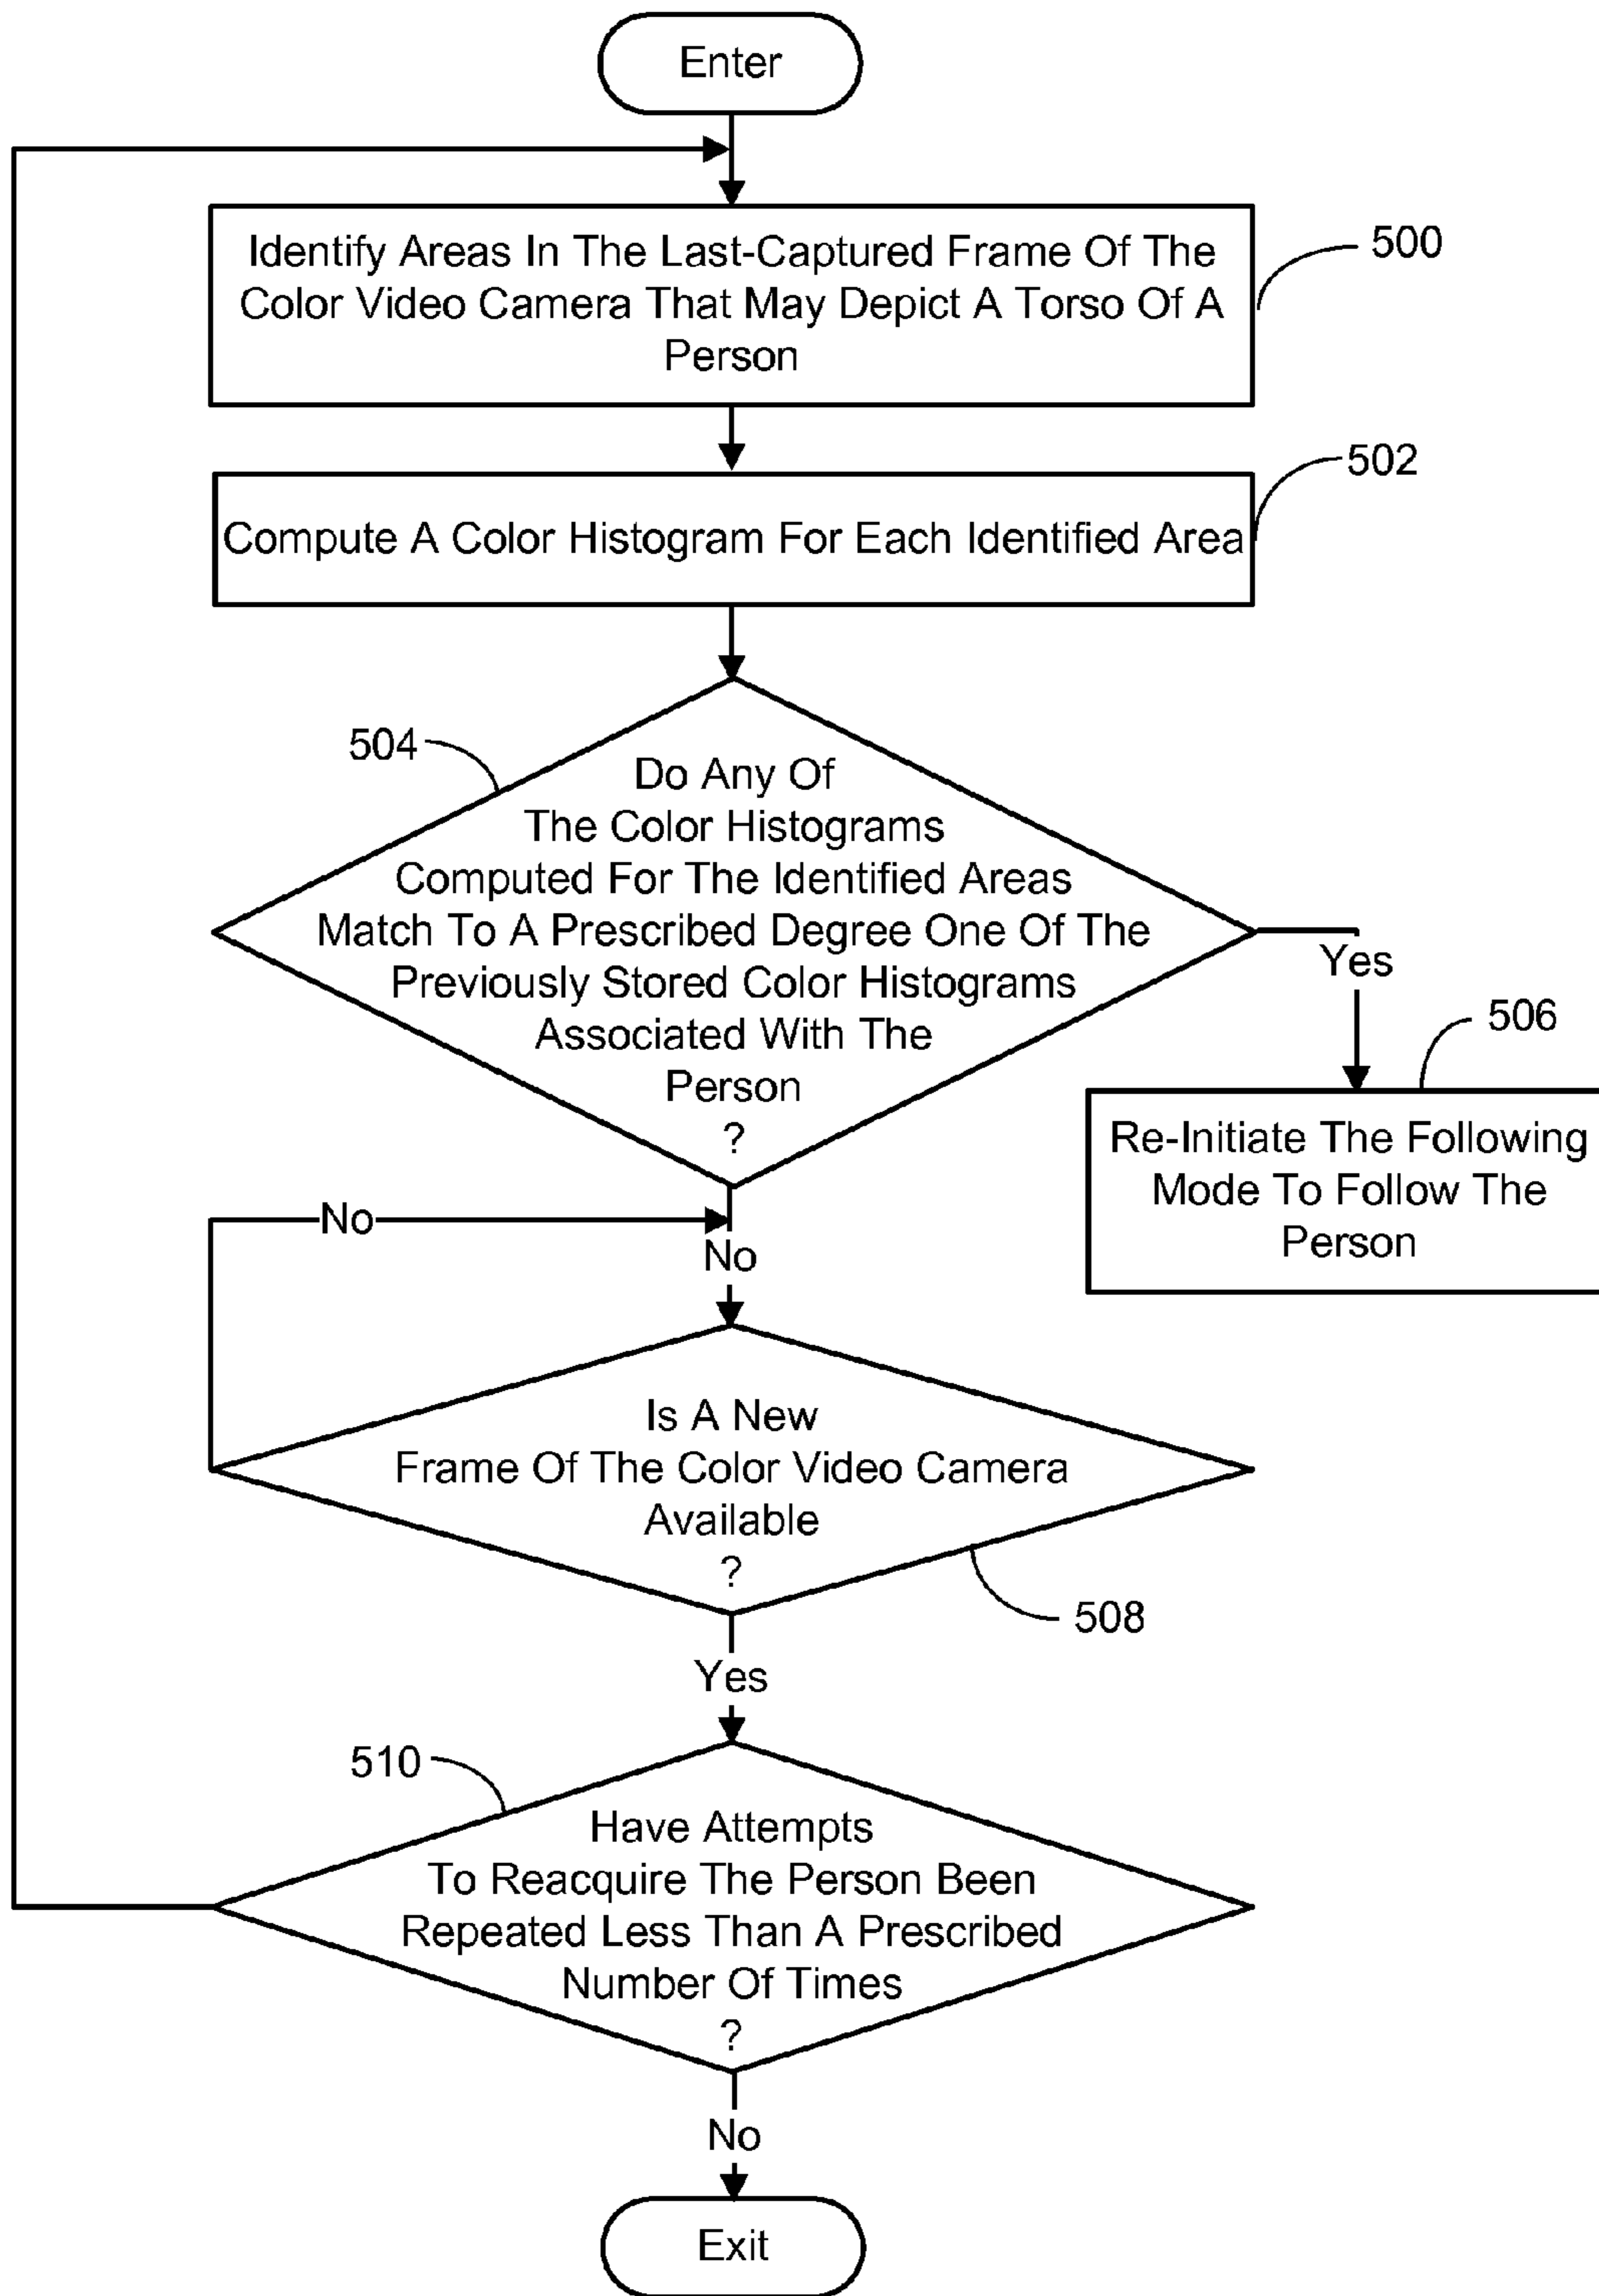 Enter
Identify Areas In The Last-Captured Frame Of The
Color Video Camera That May Depict A Torso Of A
Person
500
Compute A Color Histogram For Each Identified Area
502
504
Do Any Of
The Color Histograms
Computed For The Identified Areas
Match To A Prescribed Degree One Of The
Previously Stored Color Histograms
Associated With The
Person
?
Yes
506
Re-Initiate The Following
Mode To Follow The
Person
No
No
Is A New
Frame Of The Color Video Camera
Available
?
508
Yes
510
Have Attempts
To Reacquire The Person Been
Repeated Less Than A Prescribed
Number Of Times
?
No
Exit